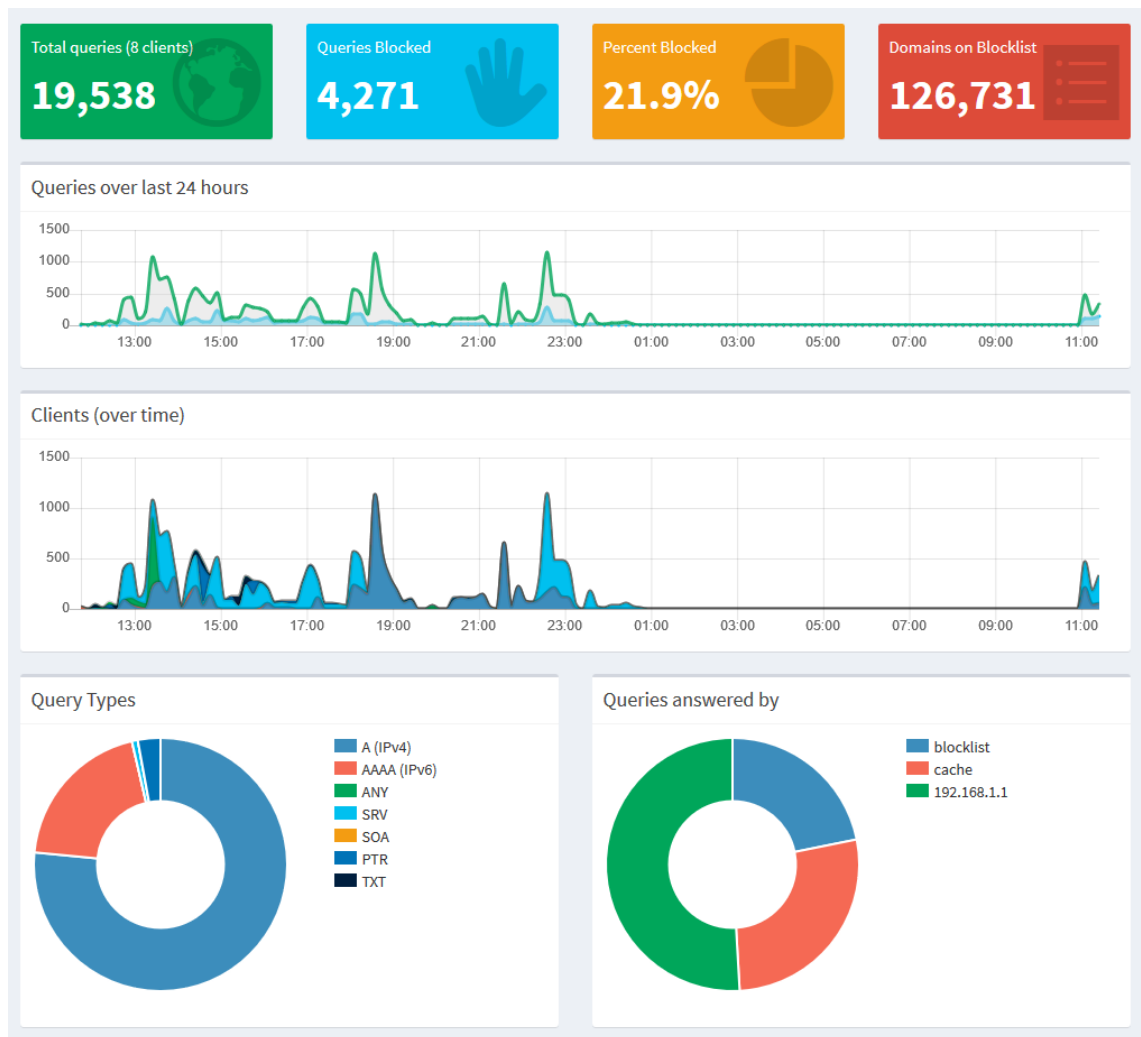 Total queries (8 clients)
19,538
Queries Blocked
4,271
Percent Blocked
21.9%
Domains on Blocklist
126,731
Queries over last 24 hours
1500
1000
500
0
13:00 15:00 17:00 19:00 21:00 23:00 01:00 03:00 05:00 07:00 09:00 11:00
Clients (over time)
1500
1000
500
0
13:00 15:00 17:00 19:00 21:00 23:00 01:00 03:00 05:00 07:00 09:00 11:00
Query Types
A (IPv4)
AAAA (IPv6)
ANY
SRV
SOA
PTR
TXT
Queries answered by
blocklist
cache
192.168.1.1